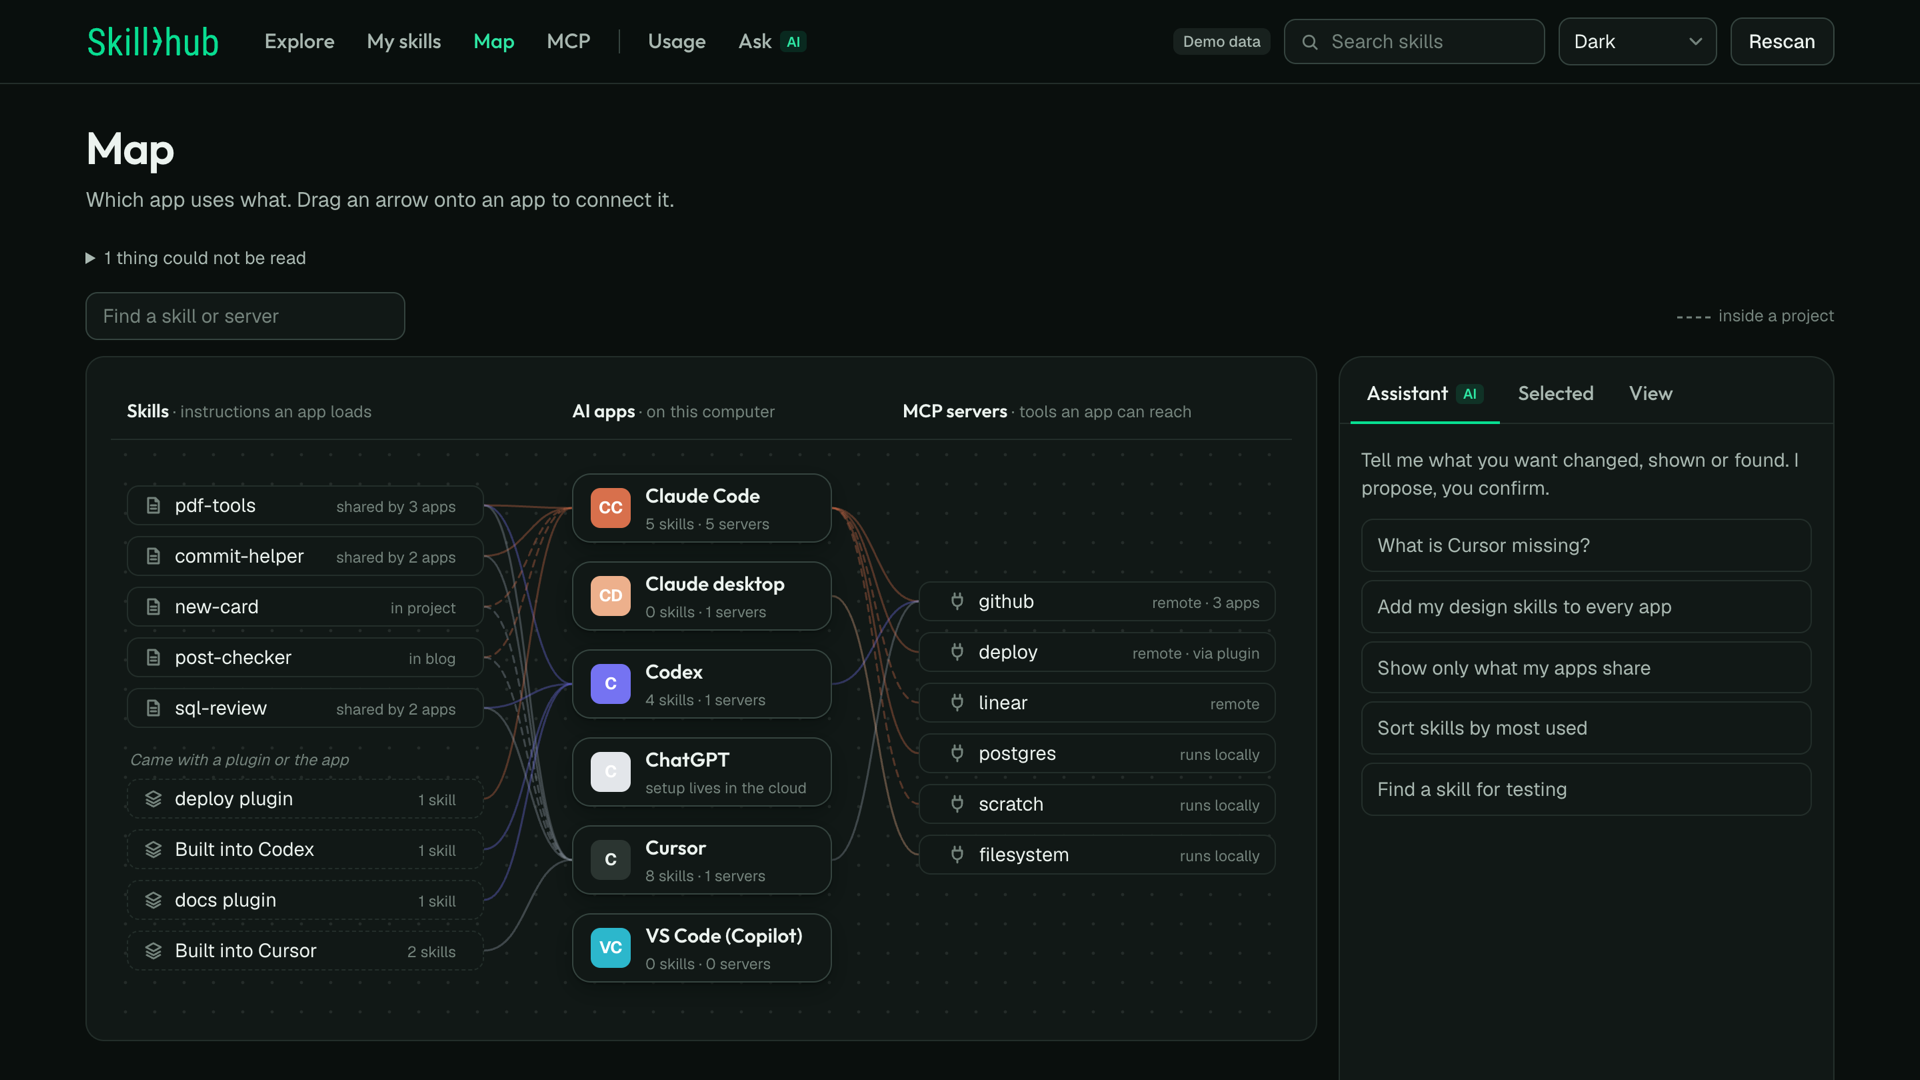 Skillhub
Explore
My skills
Map
MCP
Usage
Ask AI
Demo data
Search skills
Dark
Rescan
Map
Which app uses what. Drag an arrow onto an app to connect it.
1 thing could not be read
Find a skill or server
---- inside a project
Skills · instructions an app loads
AI apps · on this computer
MCP servers · tools an app can reach
pdf-tools shared by 3 apps
commit-helper shared by 2 apps
new-card in project
post-checker in blog
sql-review shared by 2 apps
Came with a plugin or the app
deploy plugin 1 skill
Built into Codex 1 skill
docs plugin 1 skill
Built into Cursor 2 skills
CC Claude Code
5 skills · 5 servers
CD Claude desktop
0 skills · 1 servers
C Codex
4 skills · 1 servers
C ChatGPT
setup lives in the cloud
C Cursor
8 skills · 1 servers
VC VS Code (Copilot)
0 skills · 0 servers
github remote · 3 apps
deploy remote · via plugin
linear remote
postgres runs locally
scratch runs locally
filesystem runs locally
Assistant AI
Selected
View
Tell me what you want changed, shown or found. I
propose, you confirm.
What is Cursor missing?
Add my design skills to every app
Show only what my apps share
Sort skills by most used
Find a skill for testing